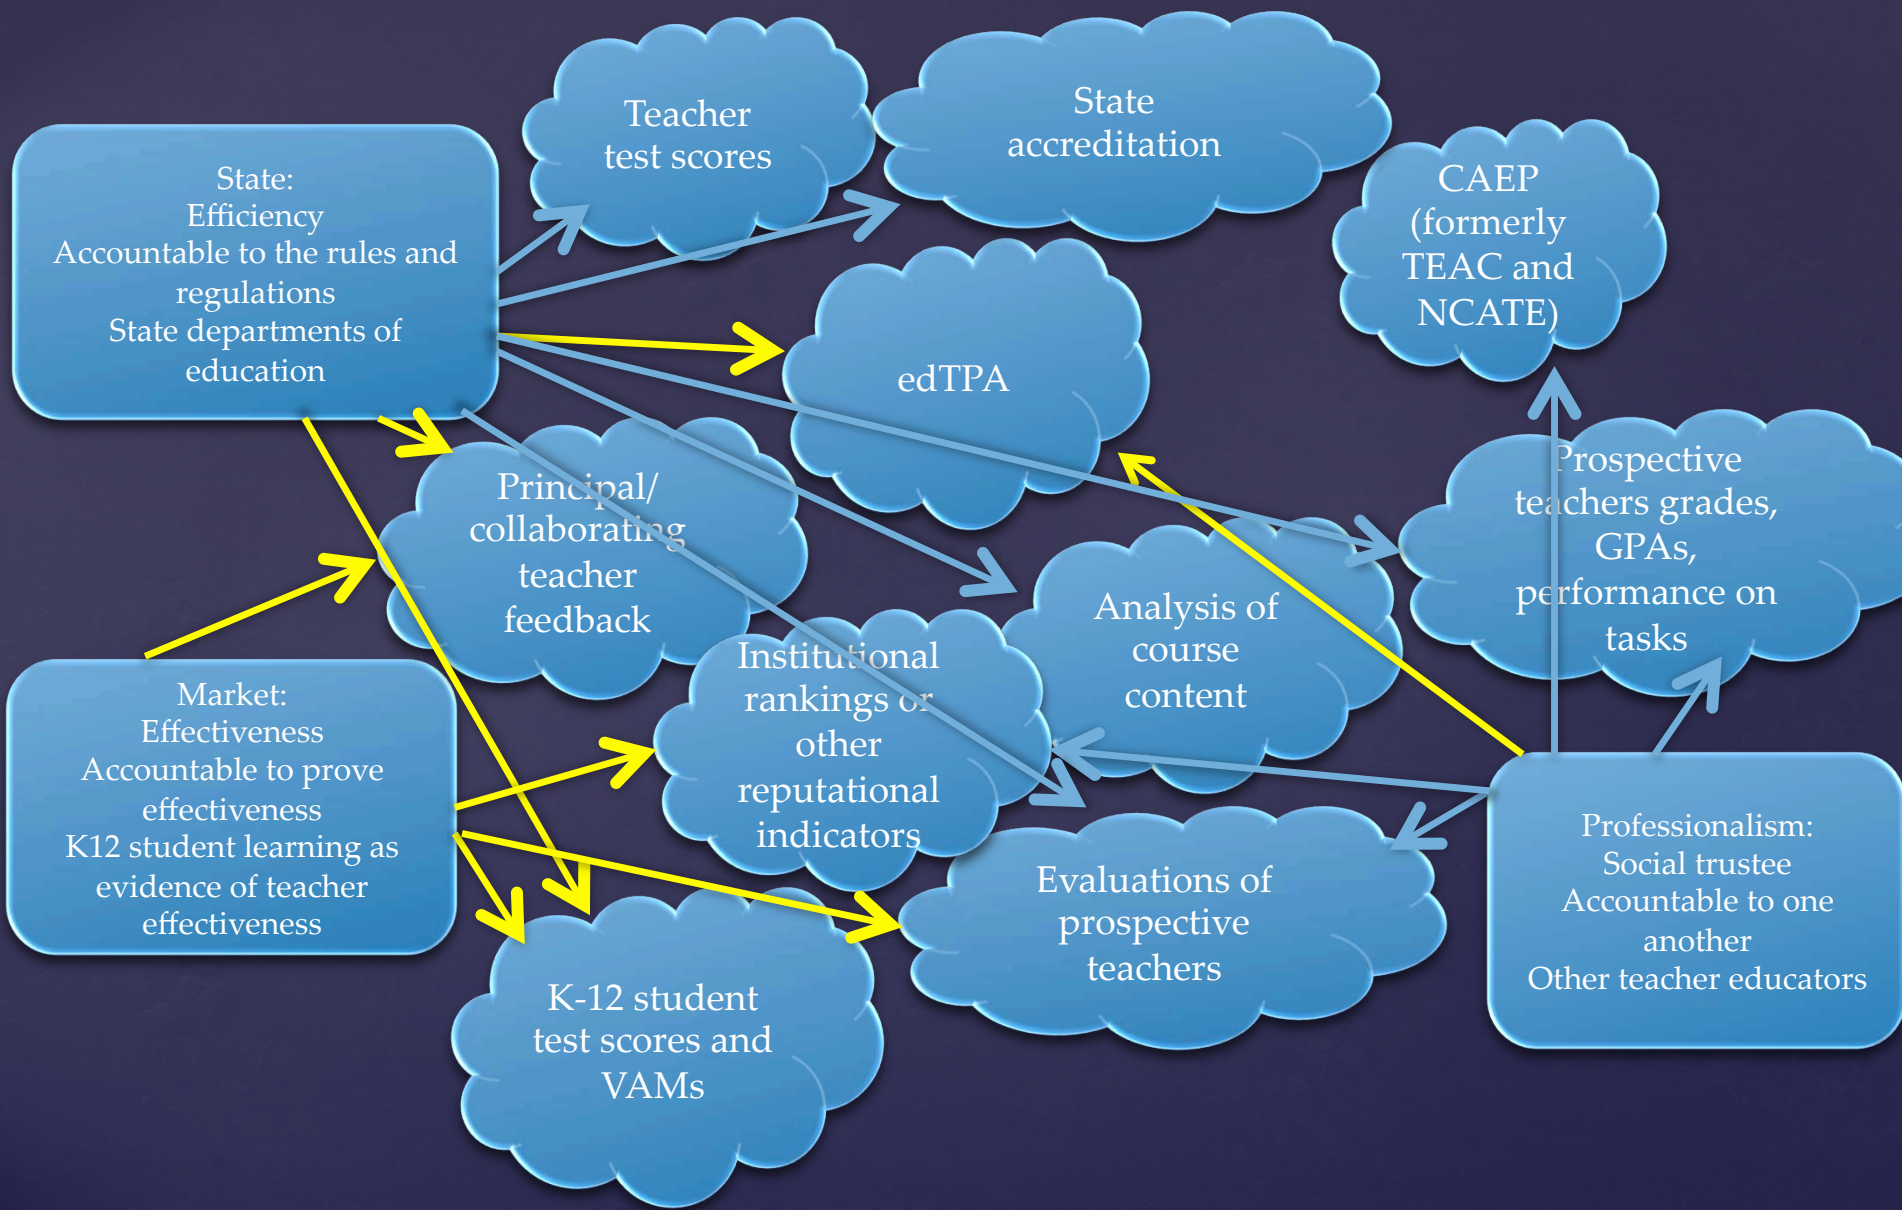 Teacher
test scores
State
accreditation
CAEP
(formerly
TEAC and
NCATE)
State:
Efficiency
Accountable to the rules and
regulations
State departments of
education
edTPA
Principal/
collaborating
teacher
feedback
Prospective
teachers grades,
GPAs,
performance on
tasks
Analysis of
course
content
Institutional
rankings or
other
reputational
indicators
Market:
Effectiveness
Accountable to prove
effectiveness
K12 student learning as
evidence of teacher
effectiveness
Evaluations of
prospective
teachers
Professionalism:
Social trustee
Accountable to one
another
Other teacher educators
K-12 student
test scores and
VAMs